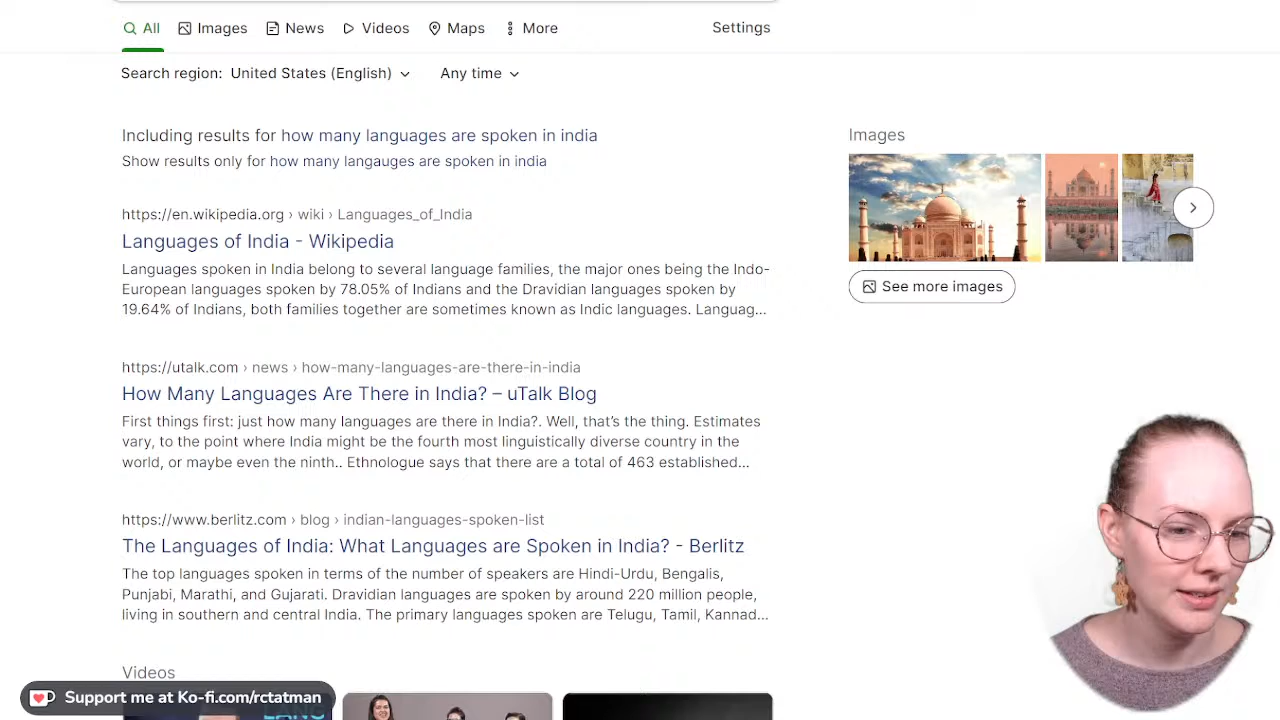 All Images News Videos Maps More Settings
Search region: United States (English) Any time
Including results for how many languages are spoken in india
Show results only for how many langauges are spoken in india
https://en.wikipedia.org › wiki › Languages_of_India
Languages of India - Wikipedia
Languages spoken in India belong to several language families, the major ones being the Indo-
European languages spoken by 78.05% of Indians and the Dravidian languages spoken by
19.64% of Indians, both families together are sometimes known as Indic languages. Languag...
https://utalk.com › news › how-many-languages-are-there-in-india
How Many Languages Are There in India? – uTalk Blog
First things first: just how many languages are there in India?. Well, that’s the thing. Estimates
vary, to the point where India might be the fourth most linguistically diverse country in the
world, or maybe even the ninth.. Ethnologue says that there are a total of 463 established...
https://www.berlitz.com › blog › indian-languages-spoken-list
The Languages of India: What Languages are Spoken in India? - Berlitz
The top languages spoken in terms of the number of speakers are Hindi-Urdu, Bengalis,
Punjabi, Marathi, and Gujarati. Dravidian languages are spoken by around 220 million people,
living in southern and central India. The primary languages spoken are Telugu, Tamil, Kannad...
Videos
Images
See more images
Support me at Ko-fi.com/rctatman